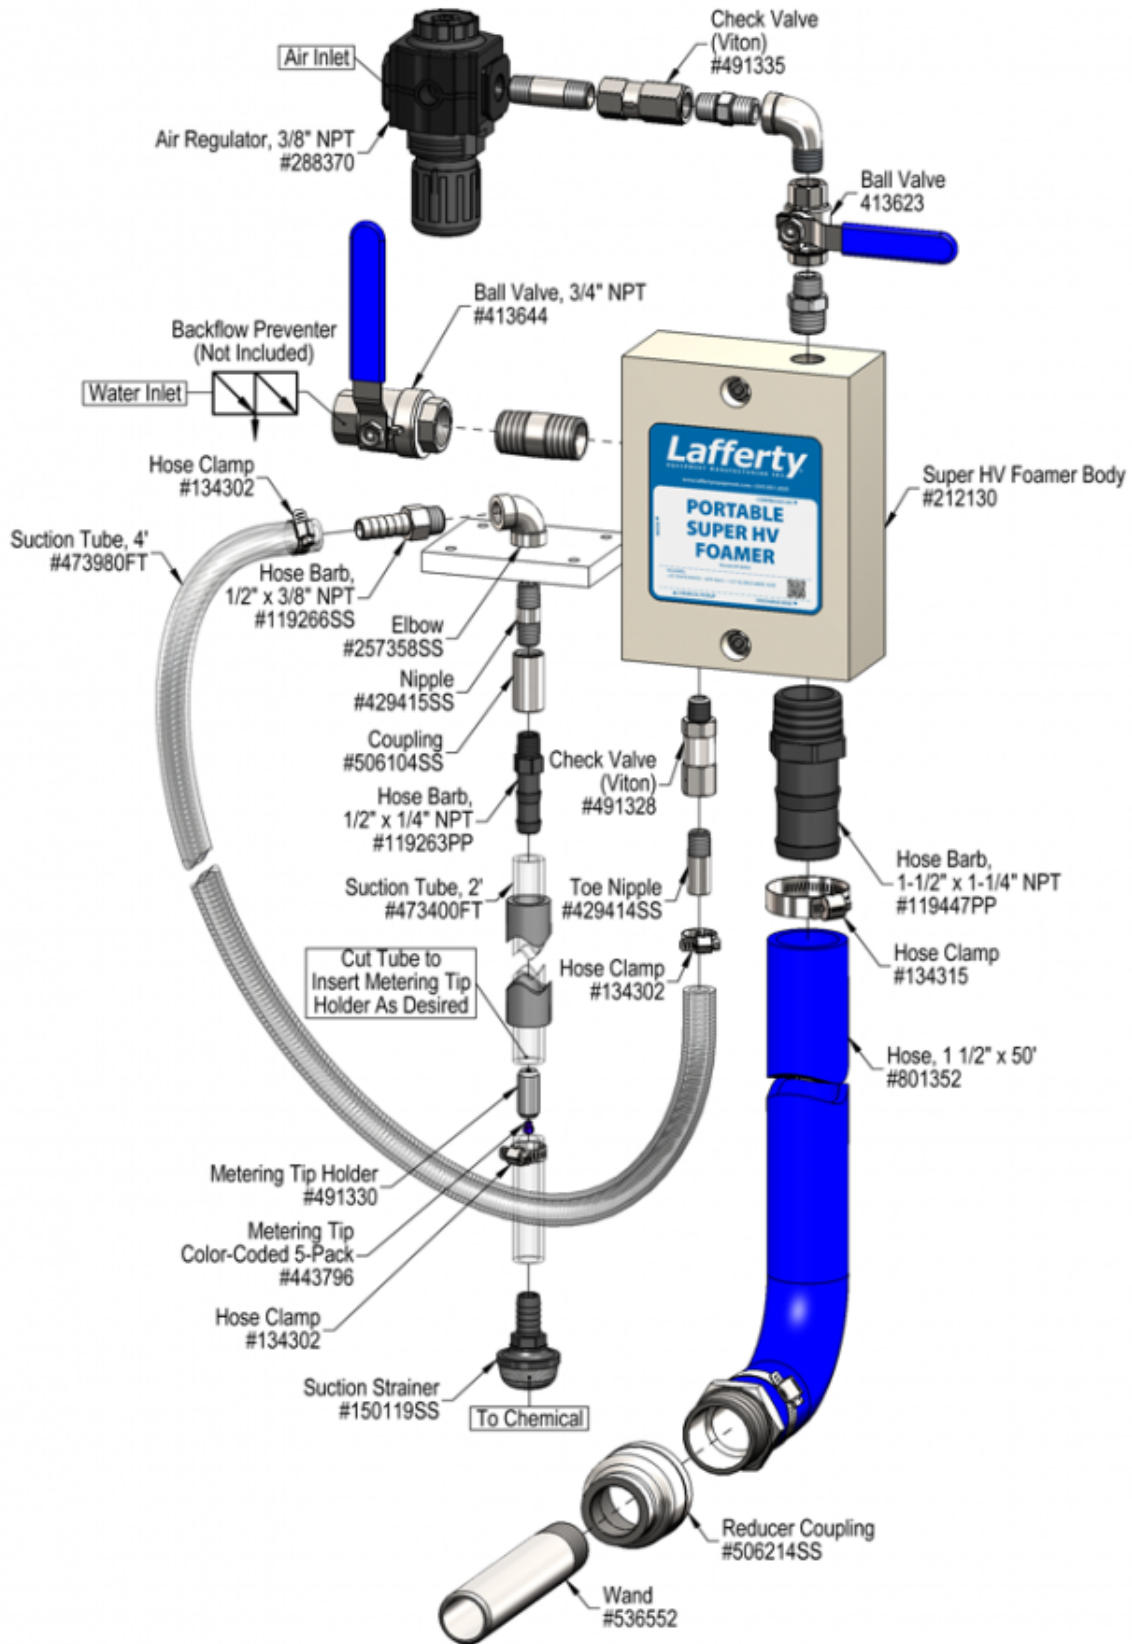 Check Valve
(Viton)
#491335
Air Inlet
Air Regulator, 3/8" NPT
#288370
Ball Valve
413623
Ball Valve, 3/4" NPT
#413644
Backflow Preventer
(Not Included)
Water Inlet
Hose Clamp
#134302
Lafferty
EQUIPMENT MANUFACTURING
PORTABLE
SUPER HV
FOAMER
Super HV Foamer Body
#212130
Suction Tube, 4'
#473980FT
Hose Barb,
1/2" x 3/8" NPT
#119266SS
Elbow
#257358SS
Nipple
#429415SS
Coupling
#506104SS
Check Valve
(Viton)
#491328
Hose Barb,
1/2" x 1/4" NPT
#119263PP
Hose Barb,
1-1/2" x 1-1/4" NPT
#119447PP
Suction Tube, 2'
#473400FT
Toe Nipple
#429414SS
Cut Tube to
Insert Metering Tip
Holder As Desired
Hose Clamp
#134302
Hose Clamp
#134315
Hose, 1 1/2" x 50'
#801352
Metering Tip Holder
#491330
Metering Tip
Color-Coded 5-Pack
#443796
Hose Clamp
#134302
Suction Strainer
#150119SS
To Chemical
Reducer Coupling
#506214SS
Wand
#536552